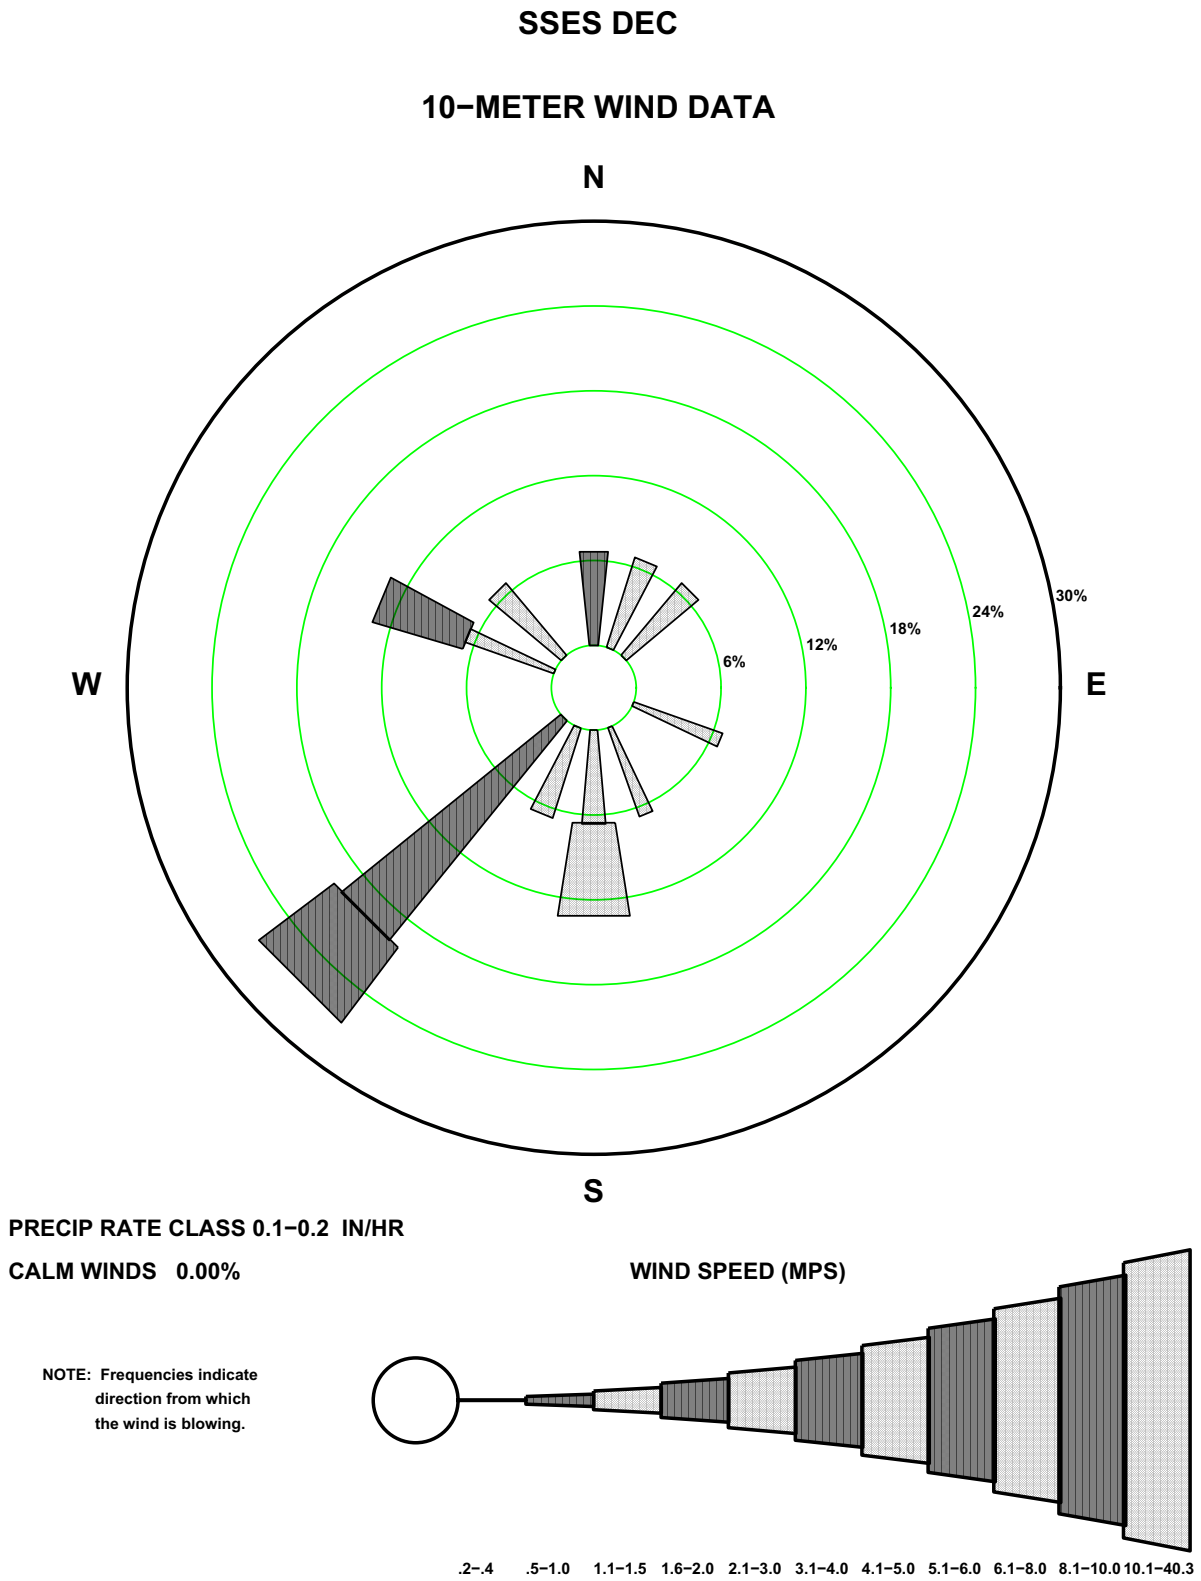 SSES DEC
10−METER WIND DATA
N
30%
24%
18%
12%
6%
W
E
S
PRECIP RATE CLASS 0.1−0.2 IN/HR
CALM WINDS 0.00%
WIND SPEED (MPS)
NOTE: Frequencies indicate
direction from which
the wind is blowing.
.2−.4 .5−1.0 1.1−1.5 1.6−2.0 2.1−3.0 3.1−4.0 4.1−5.0 5.1−6.0 6.1−8.0 8.1−10.0 10.1−40.3